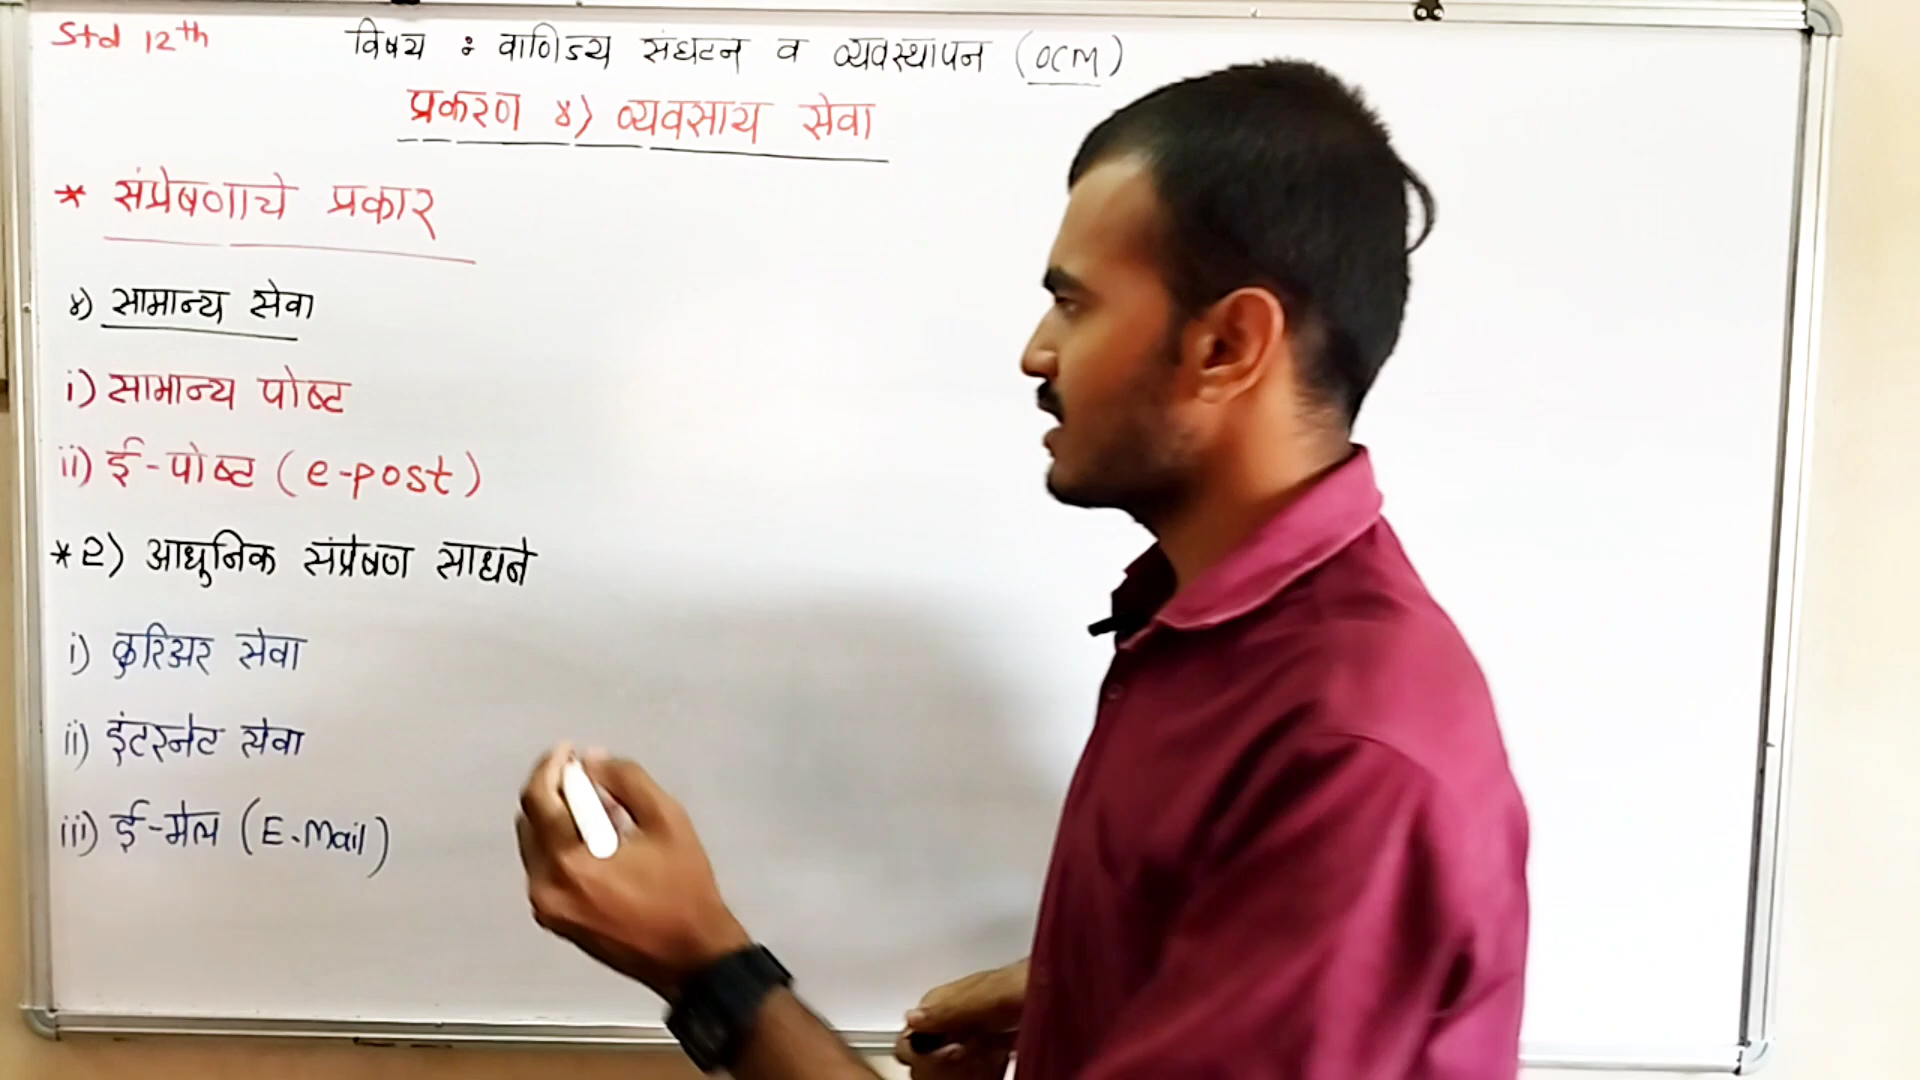 Std 12th
विषय : वाणिज्य संघटन व व्यवस्थापन (OCM)
प्रकरण ४) व्यवसाय सेवा
* संप्रेषणाचे प्रकार
४) सामान्य सेवा
i) सामान्य पोष्ट
ii) ई-पोष्ट (e-post)
*२) आधुनिक संप्रेषण साधने
i) कुरिअर सेवा
ii) इंटरनेट सेवा
iii) ई-मेल (E-Mail)